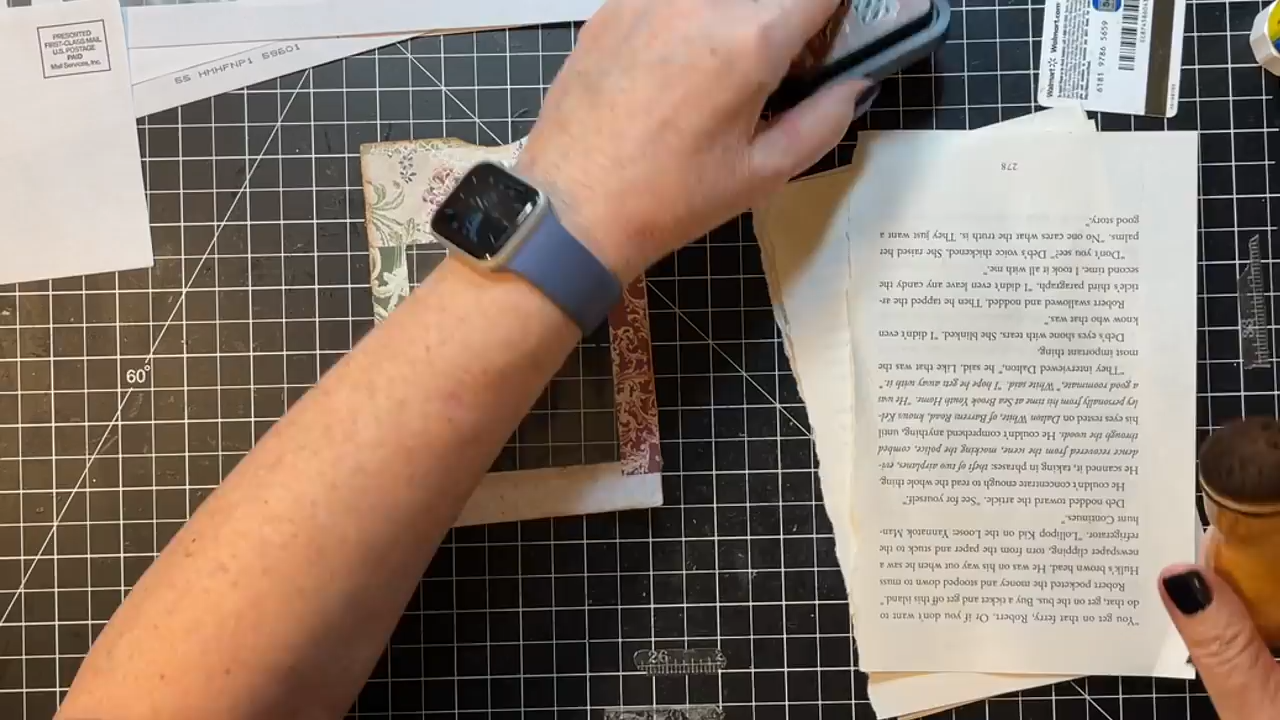 PRESORTED
FIRST-CLASS MAIL
U.S. POSTAGE
PAID
Mail Services, Inc.
65 HMHFNP1 69601
60°
Walmart Walmart.com
6181 9786 5659
278
"You get on that ferry, Robert. Or if you don't want to
do that, get on the bus. Buy a ticket and get off this island."
Robert pocketed the money and stooped down to muss
Hulk's brown head. He was on his way out when he saw a
newspaper clipping, torn from the paper and stuck to the
refrigerator. "Lollipop Kid on the Loose: Yannatok Man-
hunt Continues."
Deb nodded toward the article. "See for yourself."
He couldn't concentrate enough to read the whole thing.
He scanned it, taking in phrases: theft of two airplanes, evi-
dence recovered from the scene, mocking the police, combed
through the woods. He couldn't comprehend anything, until
his eyes rested on Dalton White, of Barrens Road, knows Kel-
ley personally from his time at Sea Brook Youth Home. "He was
a good roommate," White said. "I hope he gets away with it."
"They interviewed Dalton," he said. Like that was the
most important thing.
Deb's eyes shone with tears. She blinked. "I didn't even
know who that was."
Robert swallowed and nodded. Then he tapped the ar-
ticle's third paragraph. "I didn't even leave any candy the
second time. I took it all with me."
"Don't you see?" Deb's voice thickened. She raised her
palms. "No one cares what the truth is. They just want a
good story."
26